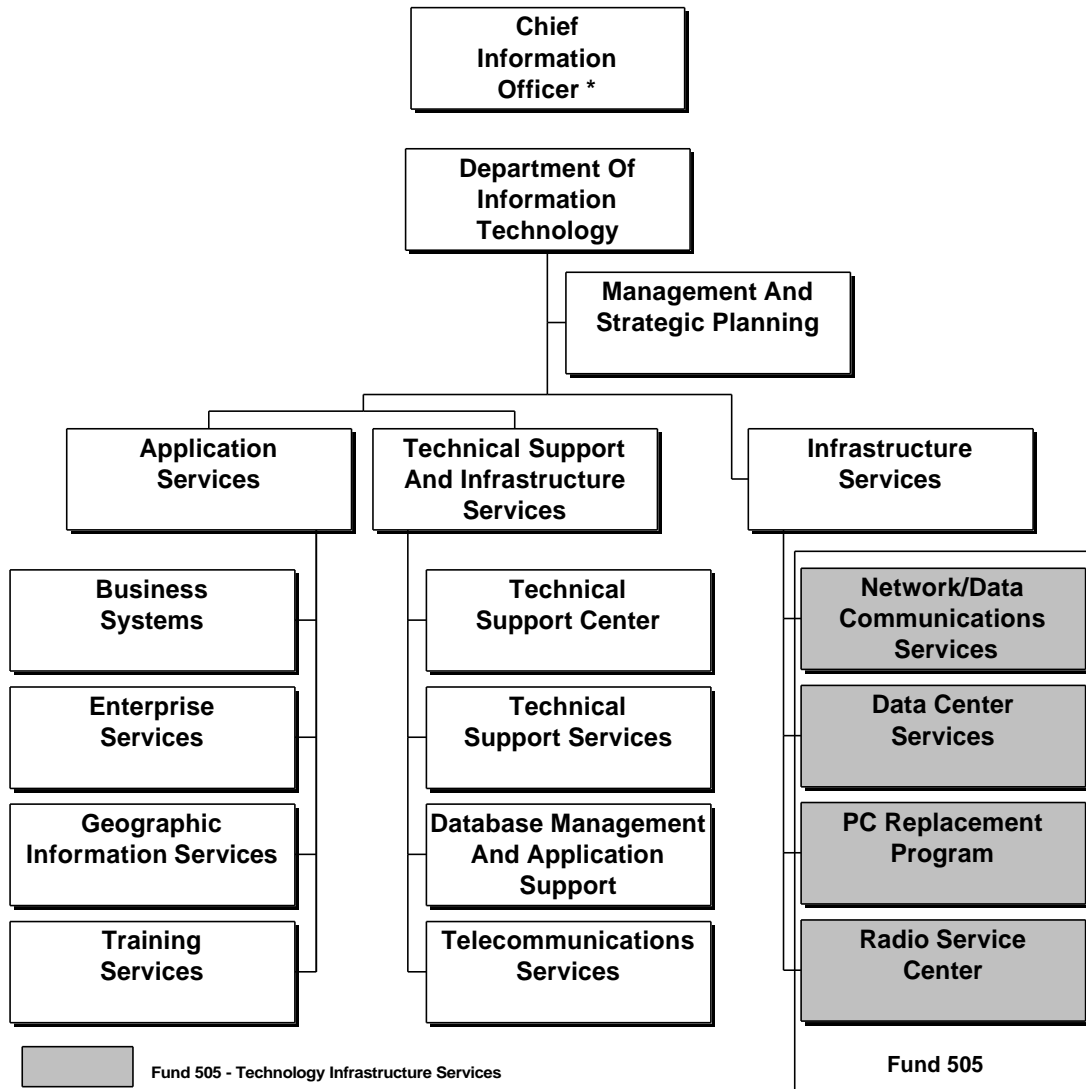 Chief
Information
Officer *
Department Of
Information
Technology
Management And
Strategic Planning
Application
Services
Technical Support
And Infrastructure
Services
Infrastructure
Services
Business
Systems
Enterprise
Services
Geographic
Information Services
Training
Services
Technical
Support Center
Technical
Support Services
Database Management
And Application
Support
Telecommunications
Services
Network/Data
Communications
Services
Data Center
Services
PC Replacement
Program
Radio Service
Center
Fund 505 - Technology Infrastructure Services
Fund 505